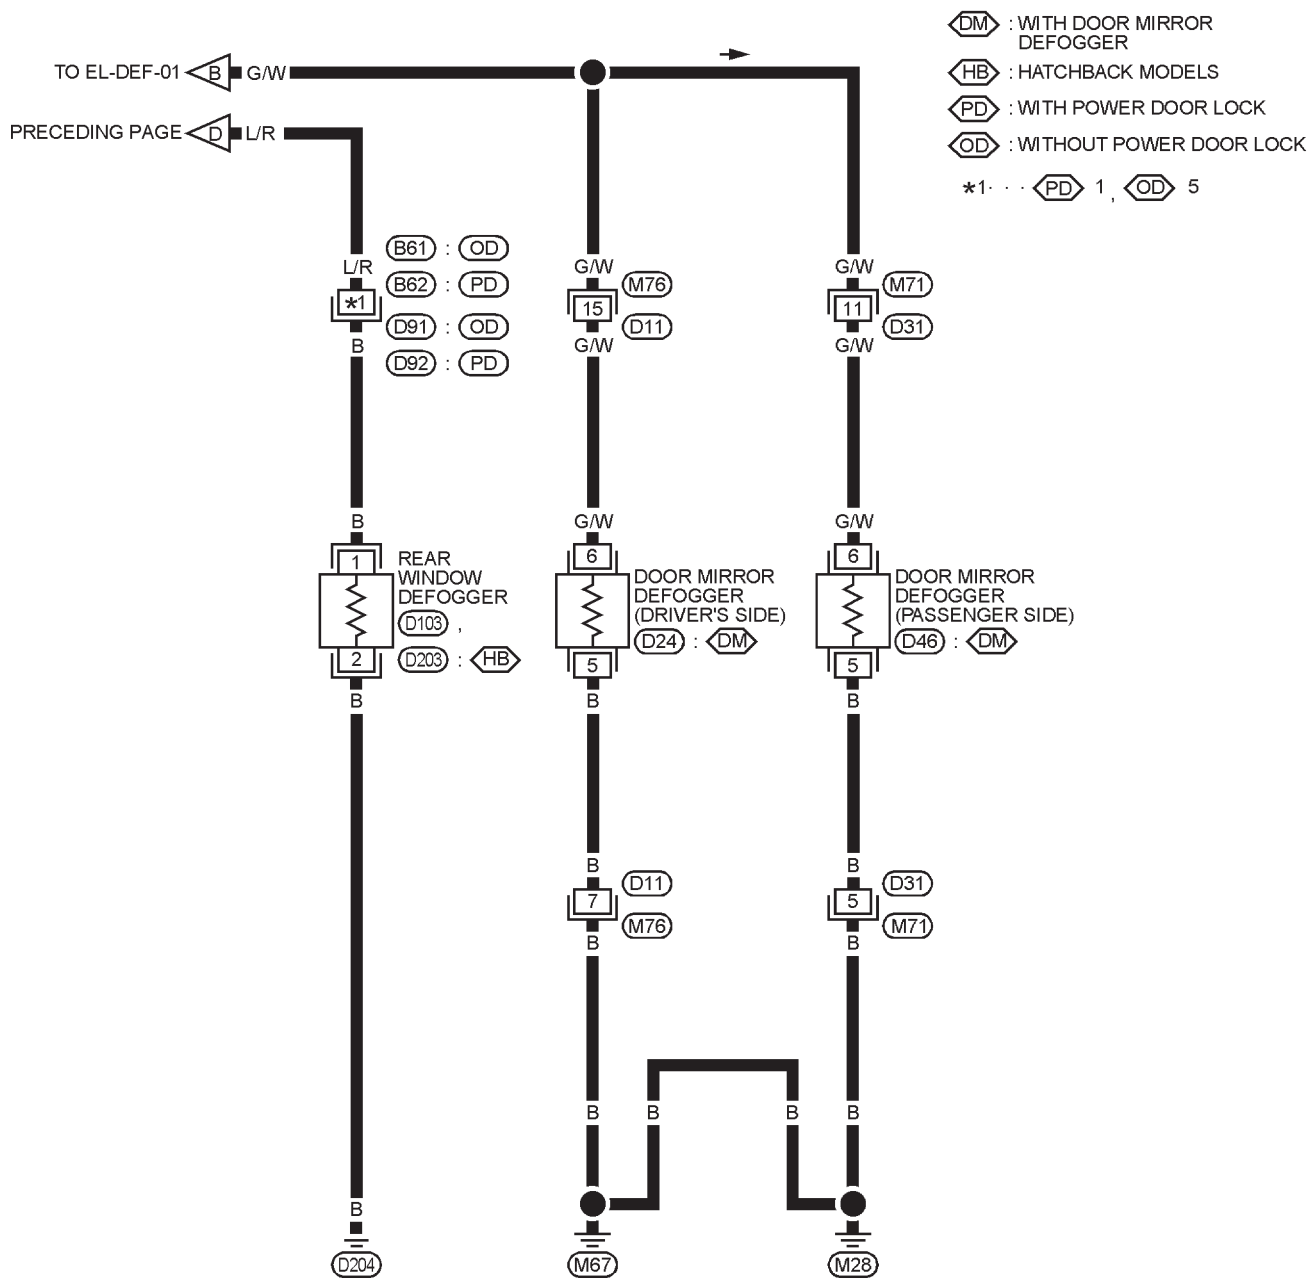 DM : WITH DOOR MIRROR
DEFOGGER
HB : HATCHBACK MODELS
PD : WITH POWER DOOR LOCK
OD : WITHOUT POWER DOOR LOCK
*1· · · PD 1 , OD 5
TO EL-DEF-01 B G/W
PRECEDING PAGE D L/R
B61 : OD
B62 : PD
D91 : OD
D92 : PD
L/R
*1
B
G/W
15
M76
D11
G/W
G/W
11
M71
D31
G/W
B
1
REAR
WINDOW
DEFOGGER
D103 ,
D203 : HB
2
B
G/W
6
DOOR MIRROR
DEFOGGER
(DRIVER'S SIDE)
D24 : DM
5
B
G/W
6
DOOR MIRROR
DEFOGGER
(PASSENGER SIDE)
D46 : DM
5
B
B
7
D11
M76
B
B
5
D31
M71
B
B B B B
B
D204
M67
M28